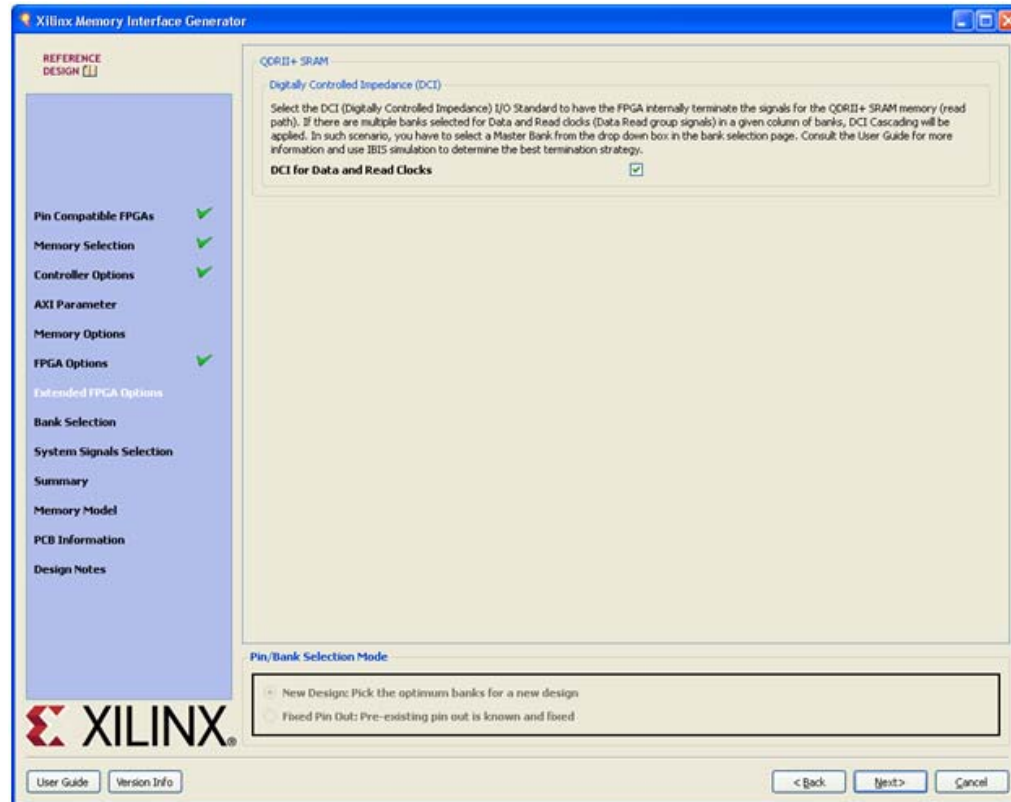 Xilinx Memory Interface Generator
REFERENCE
DESIGN
Pin Compatible FPGAs
Memory Selection
Controller Options
AXI Parameter
Memory Options
FPGA Options
Extended FPGA Options
Bank Selection
System Signals Selection
Summary
Memory Model
PCB Information
Design Notes
XILINX®
QDRII+ SRAM
Digitally Controlled Impedance (DCI)
Select the DCI (Digitally Controlled Impedance) I/O Standard to have the FPGA internally terminate the signals for the QDRII+ SRAM memory (read
path). If there are multiple banks selected for Data and Read clocks (Data Read group signals) in a given column of banks, DCI Cascading will be
applied. In such scenario, you have to select a Master Bank from the drop down box in the bank selection page. Consult the User Guide for more
information and use IBIS simulation to determine the best termination strategy.
DCI for Data and Read Clocks
Pin/Bank Selection Mode
New Design: Pick the optimum banks for a new design
Fixed Pin Out: Pre-existing pin out is known and fixed
User Guide
Version Info
< Back
Next>
Cancel